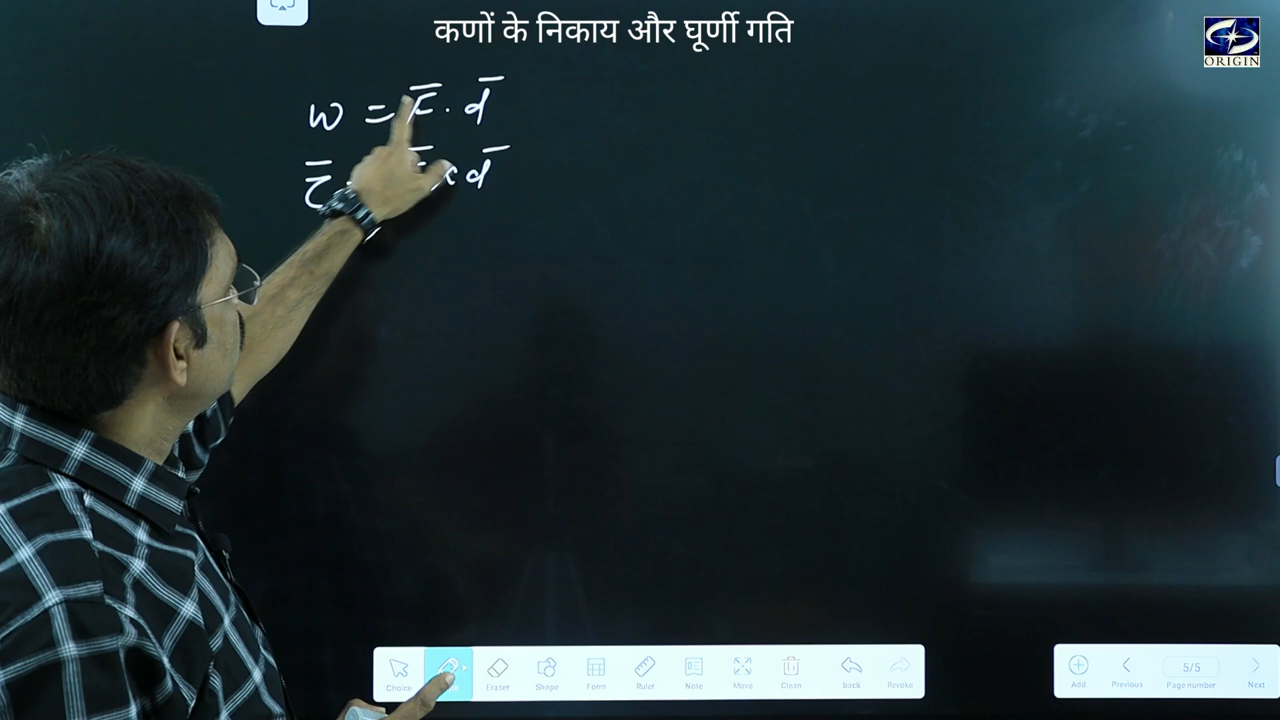 कणों के निकाय और घूर्णी गति
ORIGIN
W = F̅ . d̅
τ̅ F̅ × d̅
Choice
Eraser
Shape
Form
Ruler
Note
Move
Clean
back
Revoke
Add
Previous
5/5
Page number
Next